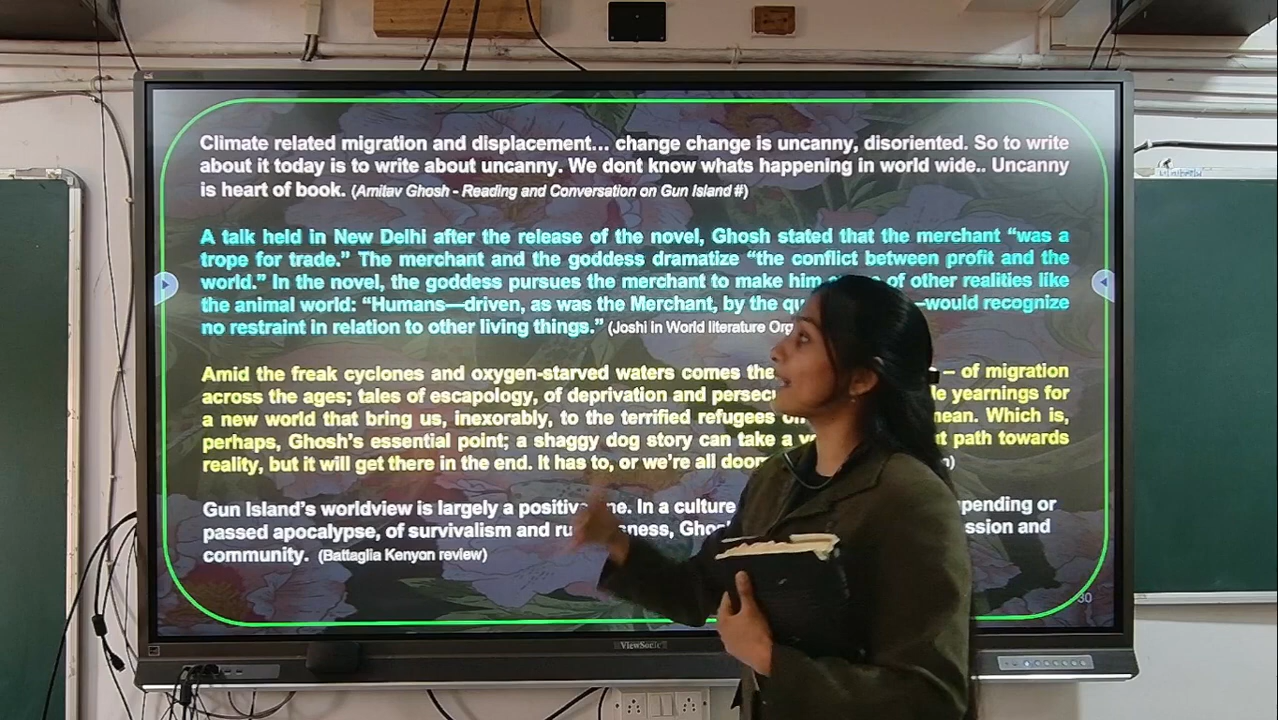 Climate related migration and displacement... change change is uncanny, disoriented. So to write
about it today is to write about uncanny. We dont know whats happening in world wide.. Uncanny
is heart of book. (Amitav Ghosh - Reading and Conversation on Gun Island #)
A talk held in New Delhi after the release of the novel, Ghosh stated that the merchant “was a
trope for trade.” The merchant and the goddess dramatize “the conflict between profit and the
world.” In the novel, the goddess pursues the merchant to make him of other realities like
the animal world: “Humans—driven, as was the Merchant, by the —would recognize
no restraint in relation to other living things.” (Joshi in World literature
Amid the freak cyclones and oxygen-starved waters comes – of migration
across the ages; tales of escapology, of deprivation and yearnings for
a new world that bring us, inexorably, to the terrified refugees Which is,
perhaps, Ghosh’s essential point; a shaggy dog story can take a path towards
reality, but it will get there in the end. It has to, or we’re all
Gun Island’s worldview is largely a positive In a culture
passed apocalypse, of survivalism and and
community. (Battaglia Kenyon review)
30
ViewSonic